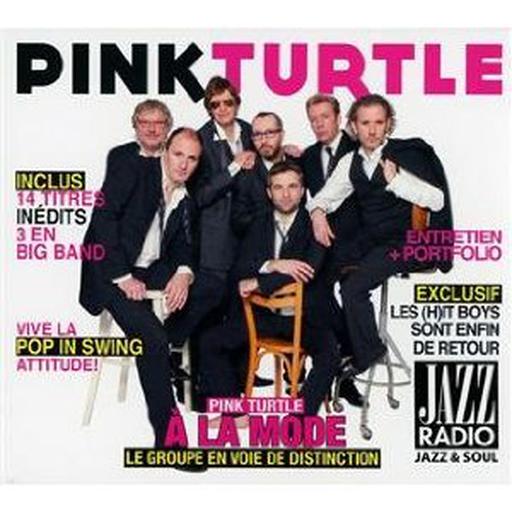 PINKTURTLE
INCLUS
14 TITRES
INÉDITS
3 EN
BIG BAND
VIVE LA
POP IN SWING
ATTITUDE!
ENTRETIEN
+PORTFOLIO
EXCLUSIF
LES (H)IT BOYS
SONT ENFIN
DE RETOUR
PINK TURTLE
À LA MODE
LE GROUPE EN VOIE DE DISTINCTION
JAZZ
RADIO
JAZZ & SOUL